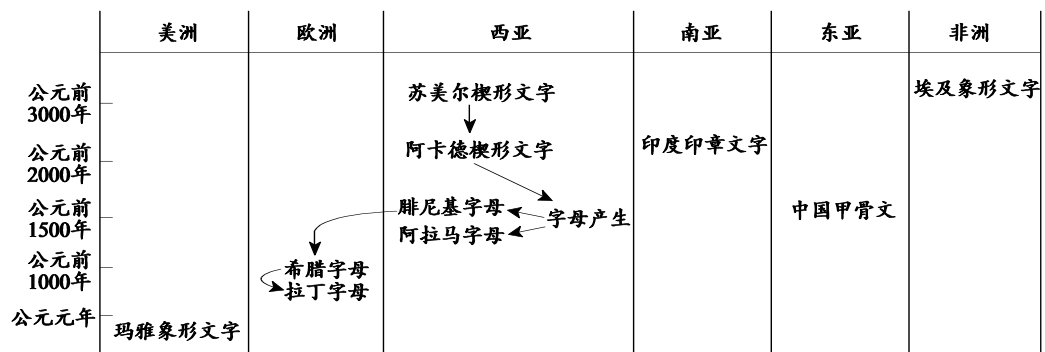 美洲 欧洲 西亚 南亚 东亚 非洲
公元前
3000年
苏美尔楔形文字
埃及象形文字
公元前
2000年
阿卡德楔形文字
印度印章文字
公元前
1500年
腓尼基字母
字母产生
阿拉马字母
中国甲骨文
公元前
1000年
希腊字母
拉丁字母
公元元年
玛雅象形文字